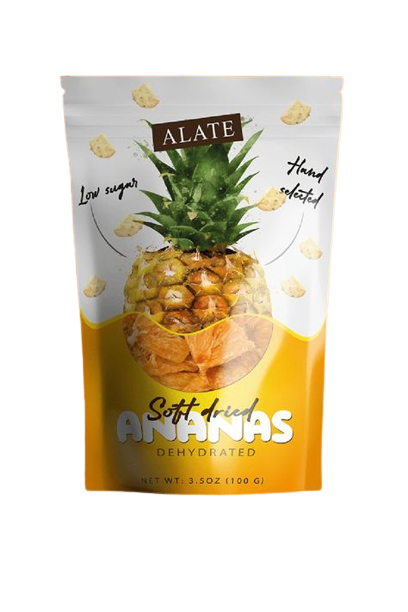 ALATE
Low sugar
Hand
selected
Soft dried
ANANAS
DEHYDRATED
NET WT: 3.5OZ (100 G)